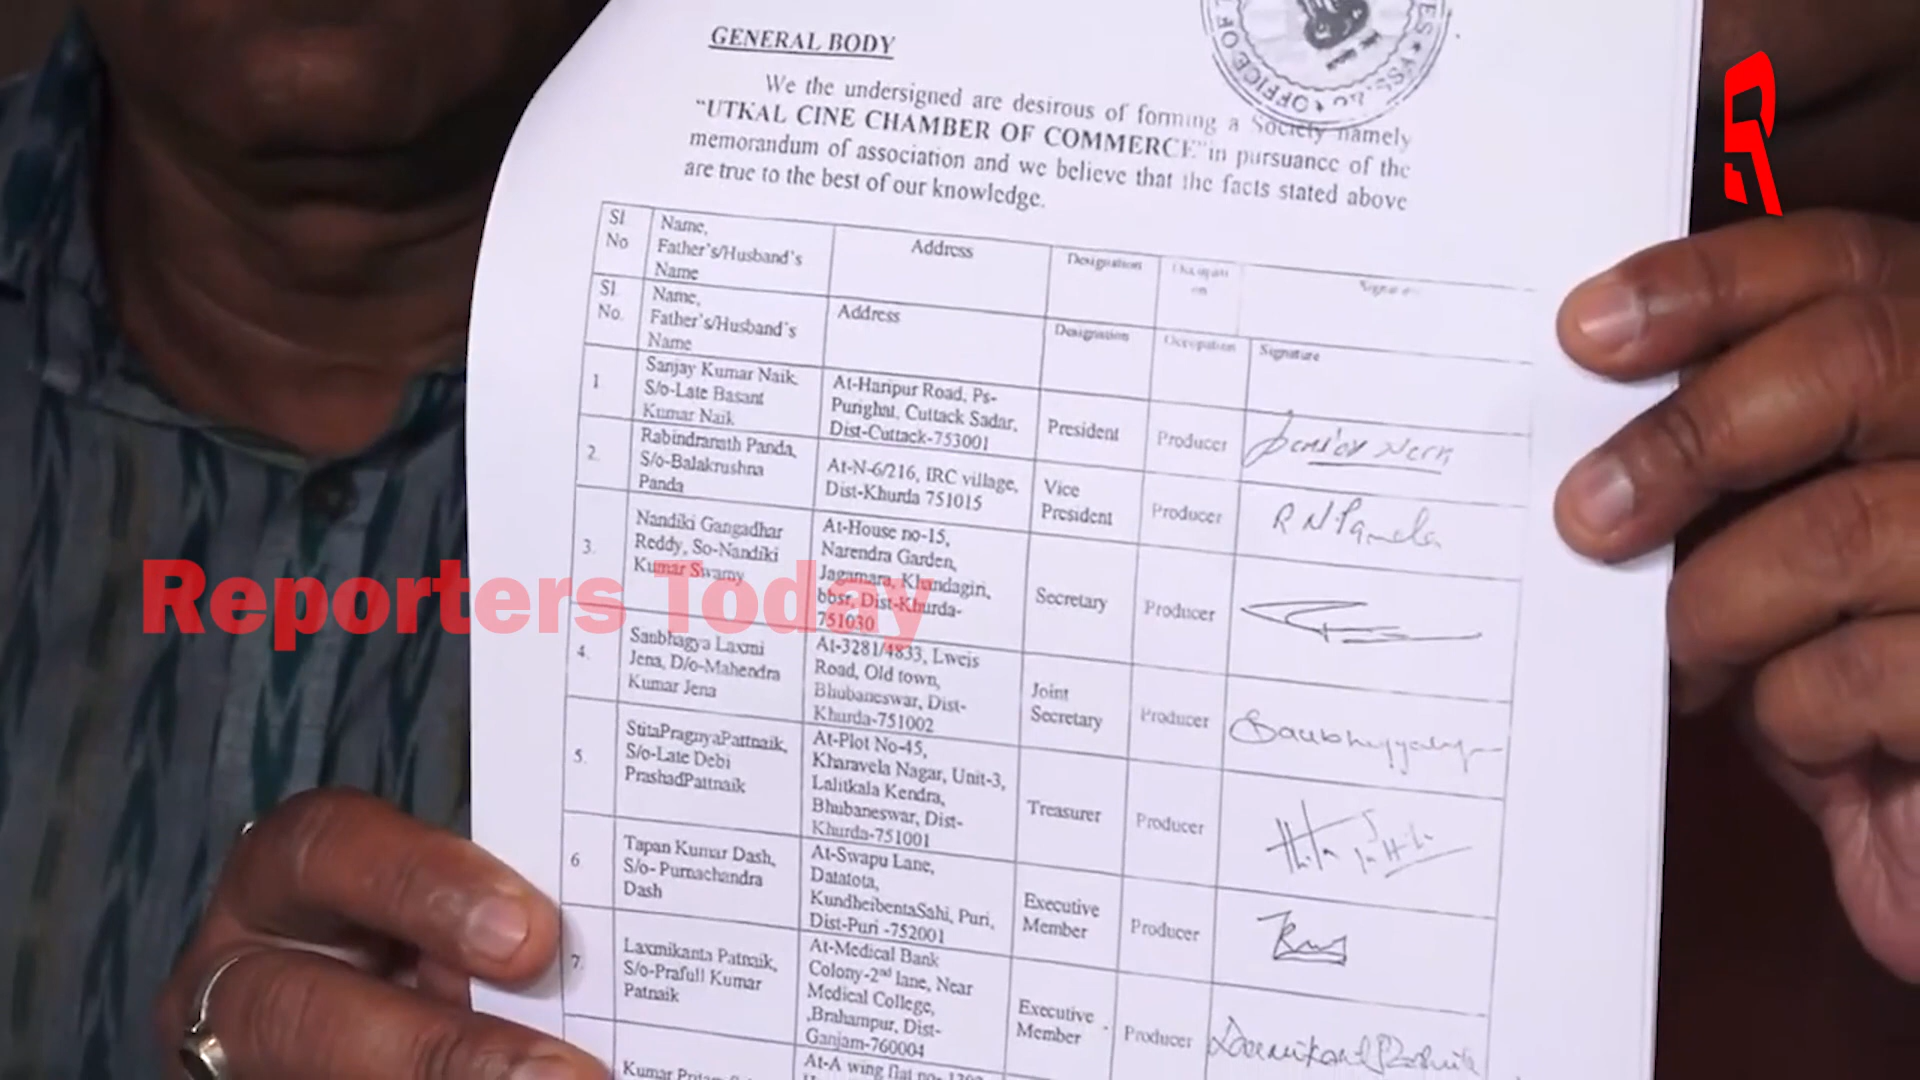 OFFICE OF
GENERAL BODY
We the undersigned are desirous of forming a Society namely
"UTKAL CINE CHAMBER OF COMMERCE" in pursuance of the
memorandum of association and we believe that the facts stated above
are true to the best of our knowledge.
Sl No Name, Father's/Husband's Name Address Designation
Sl. No. Name, Father's/Husband's Name Address Designation Occupation Signature
1. Sanjay Kumar Naik, S/o-Late Basant Kumar Naik At-Haripur Road, Ps-Purighat, Cuttack Sadar, Dist-Cuttack-753001 President Producer
2. Rabindranath Panda, S/o-Balakrushna Panda At-N-6/216, IRC village, Dist-Khurda 751015 Vice President Producer R N Panda
3. Nandiki Gangadhar Reddy, So-Nandiki Kumar Swamy At-House no-15, Narendra Garden, Jagamara, Khandagiri, bbsr, Dist-Khurda-751030 Secretary Producer
4. Saubhagya Laxmi Jena, D/o-Mahendra Kumar Jena At-3281/4833, Lweis Road, Old town, Bhubaneswar, Dist-Khurda-751002 Joint Secretary Producer
5. StitaPragnyaPattnaik, S/o-Late Debi PrashadPattnaik At-Plot No-45, Kharavela Nagar, Unit-3, Lalitkala Kendra, Bhubaneswar, Dist-Khurda-751001 Treasurer Producer
6 Tapan Kumar Dash, S/o- Purnachandra Dash At-Swapu Lane, Datatota, KundheibentaSahi, Puri, Dist-Puri -752001 Executive Member Producer
7. Laxmikanta Patnaik, S/o-Prafull Kumar Patnaik At-Medical Bank Colony-2nd lane, Near Medical College, ,Brahampur, Dist-Ganjam-760004 Executive Member Producer
Kumar At-A wing flat no-
Reporters Today